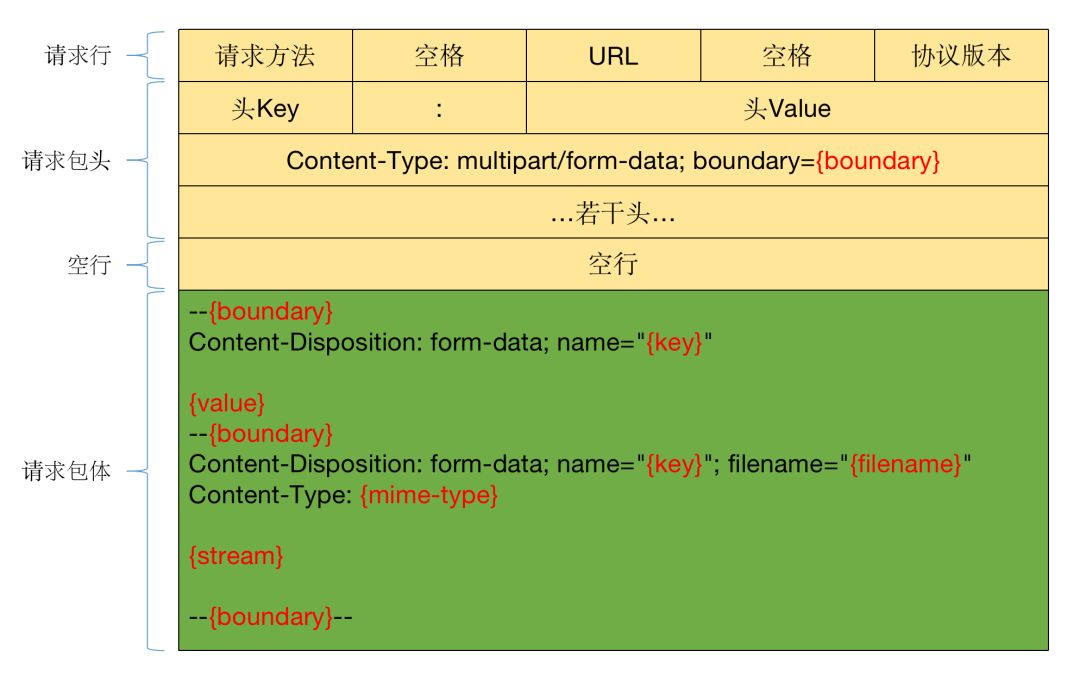 请求行 请求方法 空格 URL 空格 协议版本
头Key : 头Value
请求包头 Content-Type: multipart/form-data; boundary={boundary}
…若干头…
空行 空行
--{boundary}
Content-Disposition: form-data; name="{key}"
{value}
--{boundary}
请求包体 Content-Disposition: form-data; name="{key}"; filename="{filename}"
Content-Type: {mime-type}
{stream}
--{boundary}--